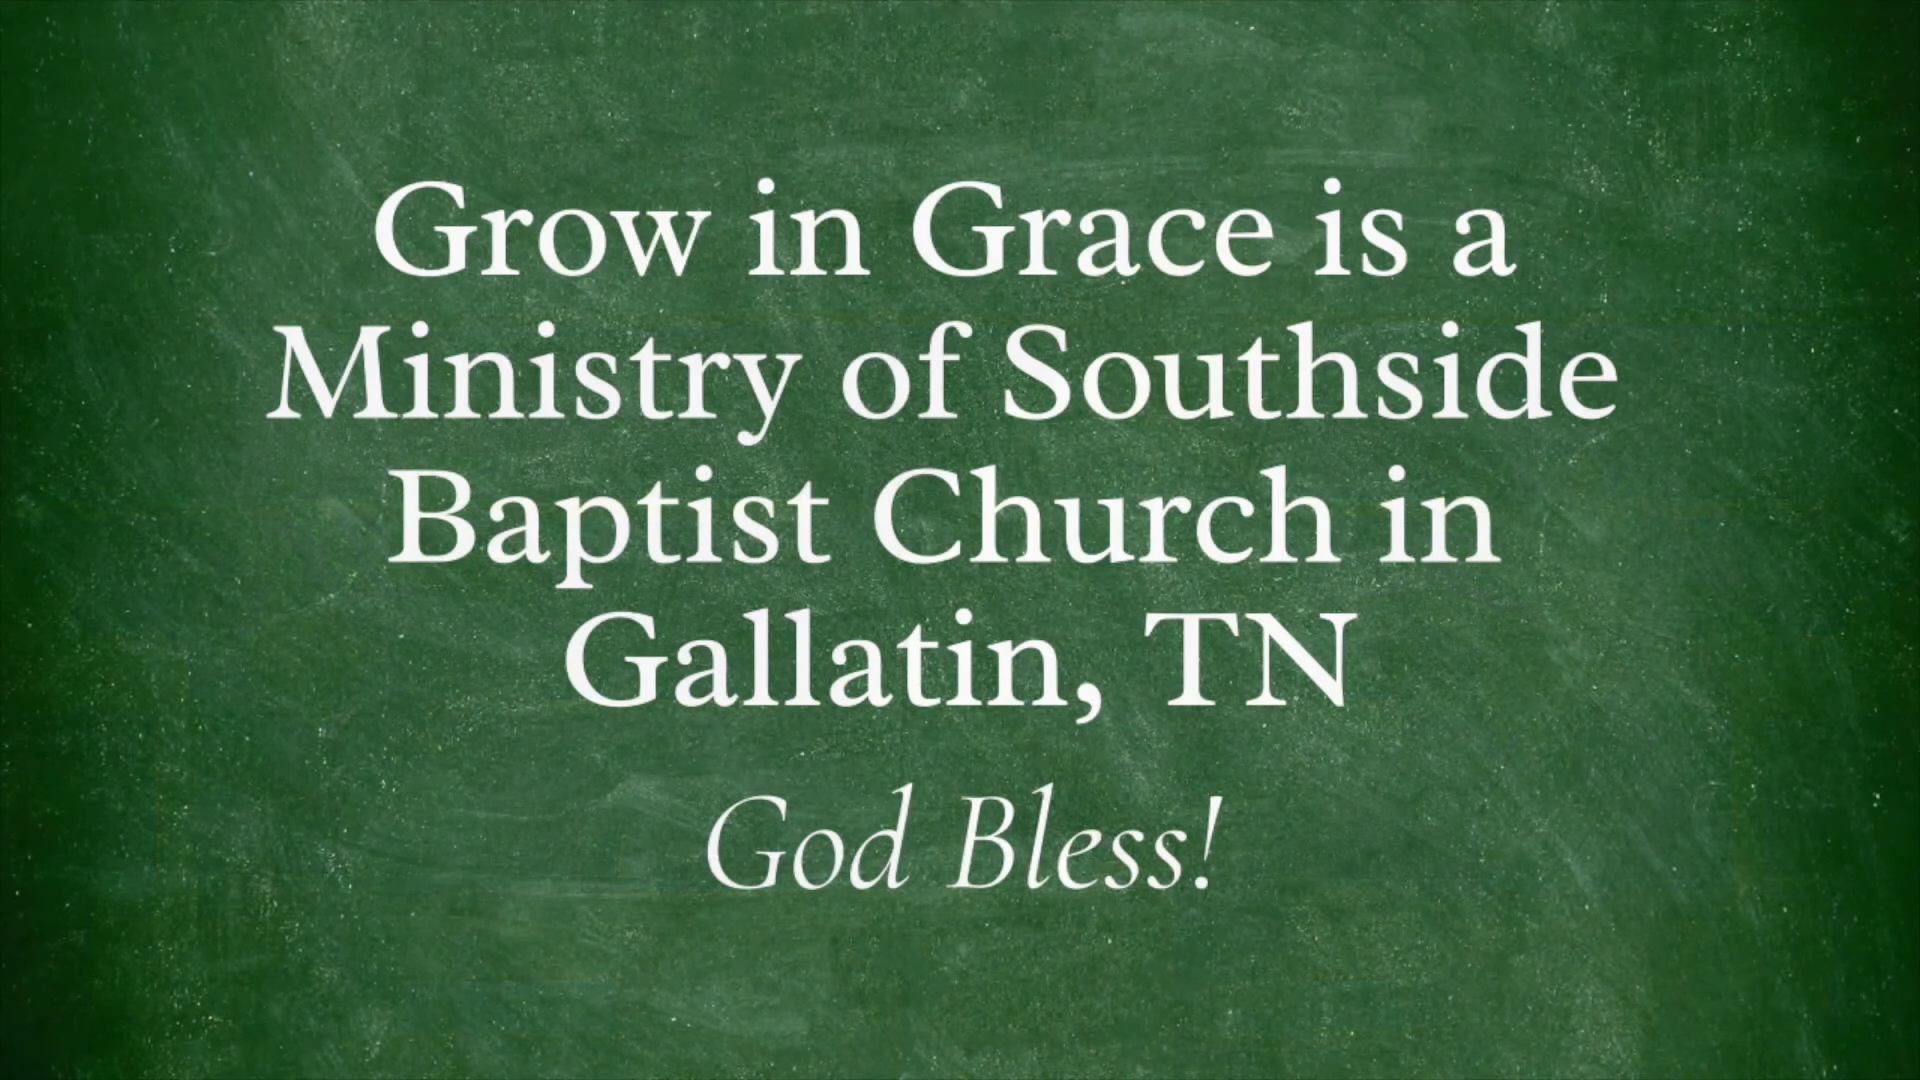 Grow in Grace is a
Ministry of Southside
Baptist Church in
Gallatin, TN
God Bless!